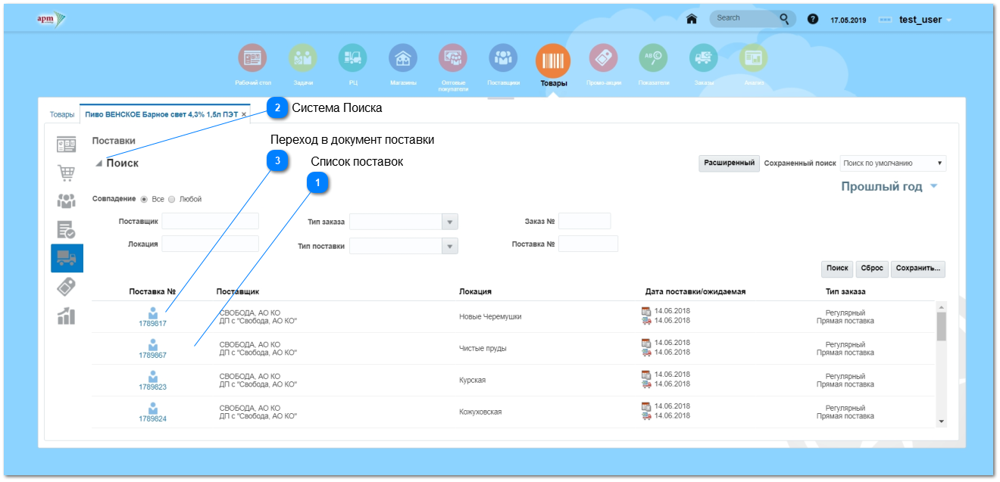 apm
Search
?
17.05.2019
test_user
Рабочий стол
Задачи
РЦ
Магазины
Оптовые
покупатели
Поставщики
Товары
Промо-акции
Показатели
Заказы
Анализ
Товары
Пиво ВЕНСКОЕ Барное свет 4,3% 1,5л ПЭТ ×
2 Система Поиска
Поставки
Переход в документ поставки
3
Список поставок
1
Поиск
Расширенный Сохраненный поиск Поиск по умолчанию
Прошлый год
Совпадение Все Любой
Поставщик Тип заказа Заказ №
Локация Тип поставки Поставка №
Поиск Сброс Сохранить...
Поставка № Поставщик Локация Дата поставки/ожидаемая Тип заказа
1789817
СВОБОДА, АО КО
ДП с "Свобода, АО КО"
Новые Черемушки
14.06.2018
14.06.2018
Регулярный
Прямая поставка
1789867
СВОБОДА, АО КО
ДП с "Свобода, АО КО"
Чистые пруды
14.06.2018
14.06.2018
Регулярный
Прямая поставка
1789823
СВОБОДА, АО КО
ДП с "Свобода, АО КО"
Курская
14.06.2018
14.06.2018
Регулярный
Прямая поставка
1789824
СВОБОДА, АО КО
ДП с "Свобода, АО КО"
Кожуховская
14.06.2018
14.06.2018
Регулярный
Прямая поставка